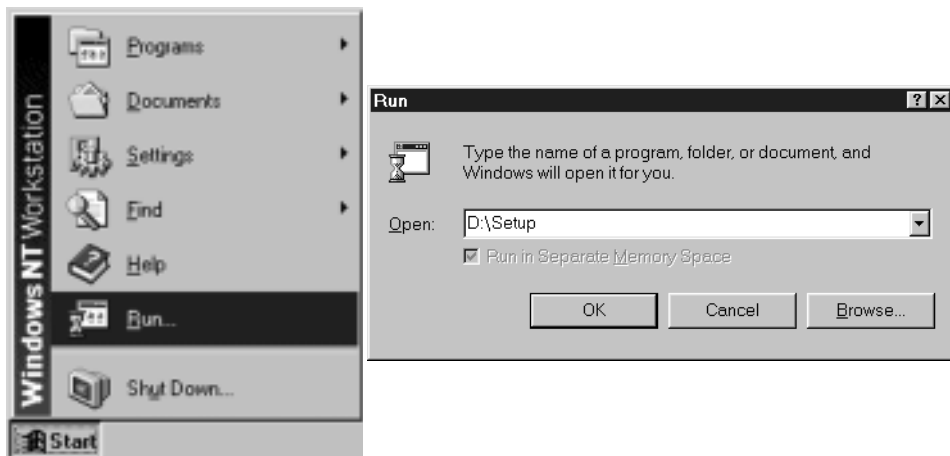 Windows NT Workstation
Programs
Documents
Settings
Find
Help
Run...
Shut Down...
Start
Run
Type the name of a program, folder, or document, and
Windows will open it for you.
Open:
D:\Setup
Run in Separate Memory Space
OK
Cancel
Browse...